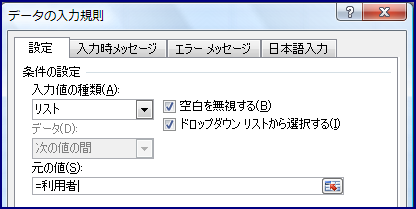 データの入力規則
設定 入力時メッセージ エラー メッセージ 日本語入力
条件の設定
入力値の種類(A):
リスト
空白を無視する(B)
ドロップダウン リストから選択する(I)
データ(D):
次の値の間
元の値(S):
=利用者